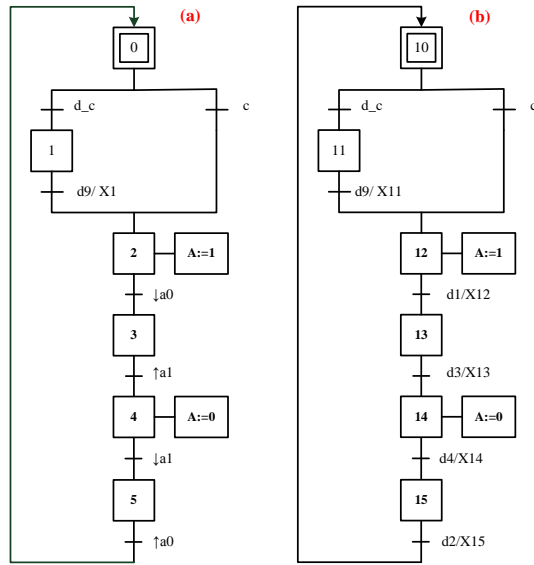 (a)
0
d_c
c
1
d9/ X1
2
A:=1
↓a0
3
↑a1
4
A:=0
↓a1
5
↑a0
(b)
10
d_c
11
d9/ X11
12
A:=1
d1/X12
13
d3/X13
14
A:=0
d4/X14
15
d2/X15